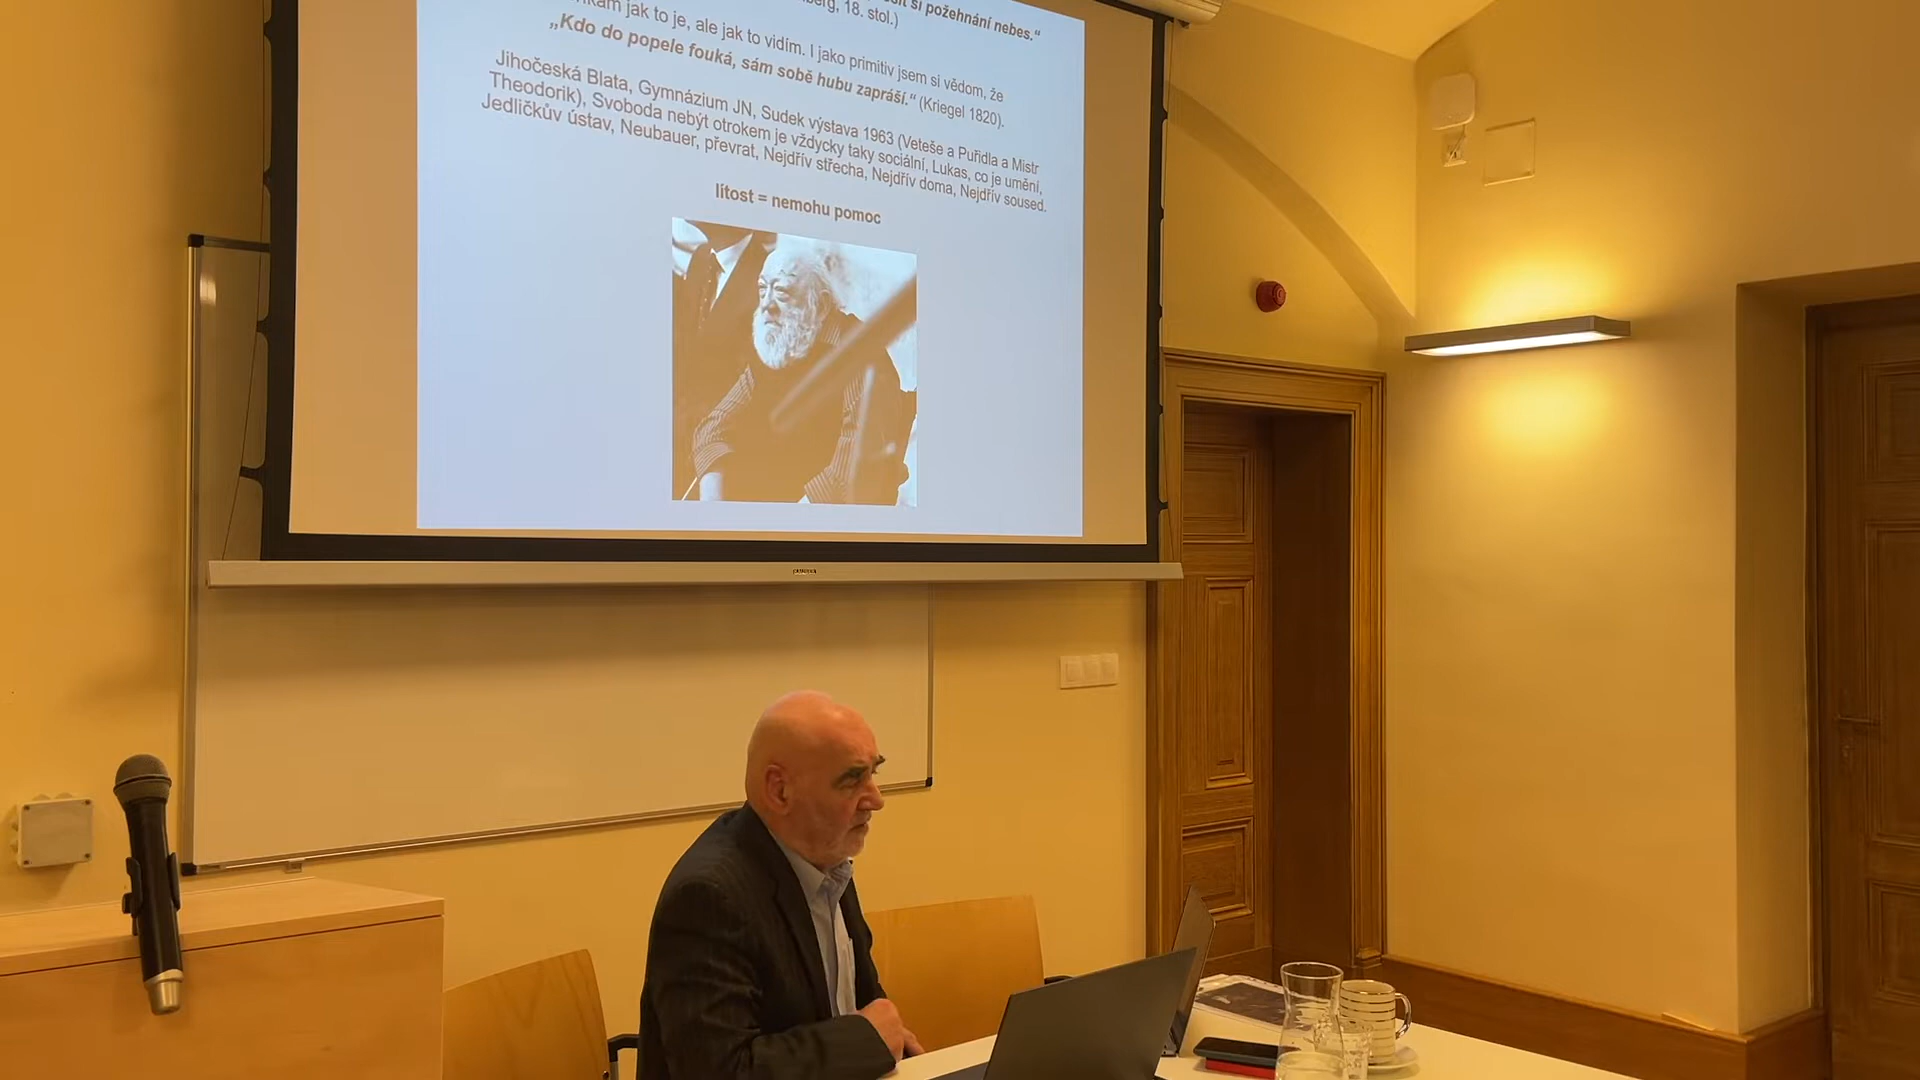 si požehnání nebes.“
berg, 18. stol.)
jak to je, ale jak to vidím. I jako primitiv jsem si vědom, že
„Kdo do popele fouká, sám sobě hubu zapráší.“ (Kriegel 1820).
Jihočeská Blata, Gymnázium JN, Sudek výstava 1963 (Veteše a Puřidla a Mistr
Theodorik), Svoboda nebýt otrokem je vždycky taky sociální, Lukas, co je umění,
Jedličkův ústav, Neubauer, převrat, Nejdřív střecha, Nejdřív doma, Nejdřív soused.
lítost = nemohu pomoc